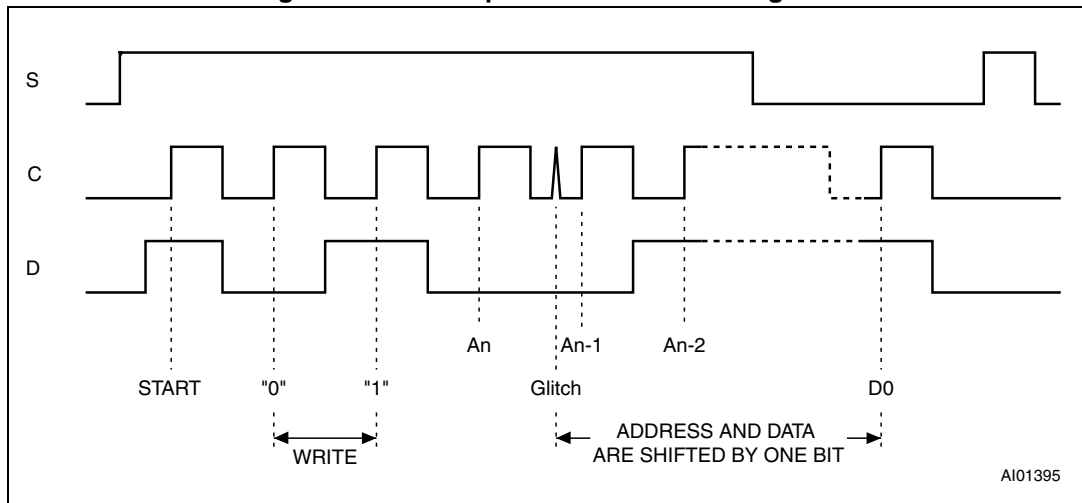 S
C
D
An An-1 An-2
START "0" "1" Glitch D0
WRITE
ADDRESS AND DATA
ARE SHIFTED BY ONE BIT
AI01395